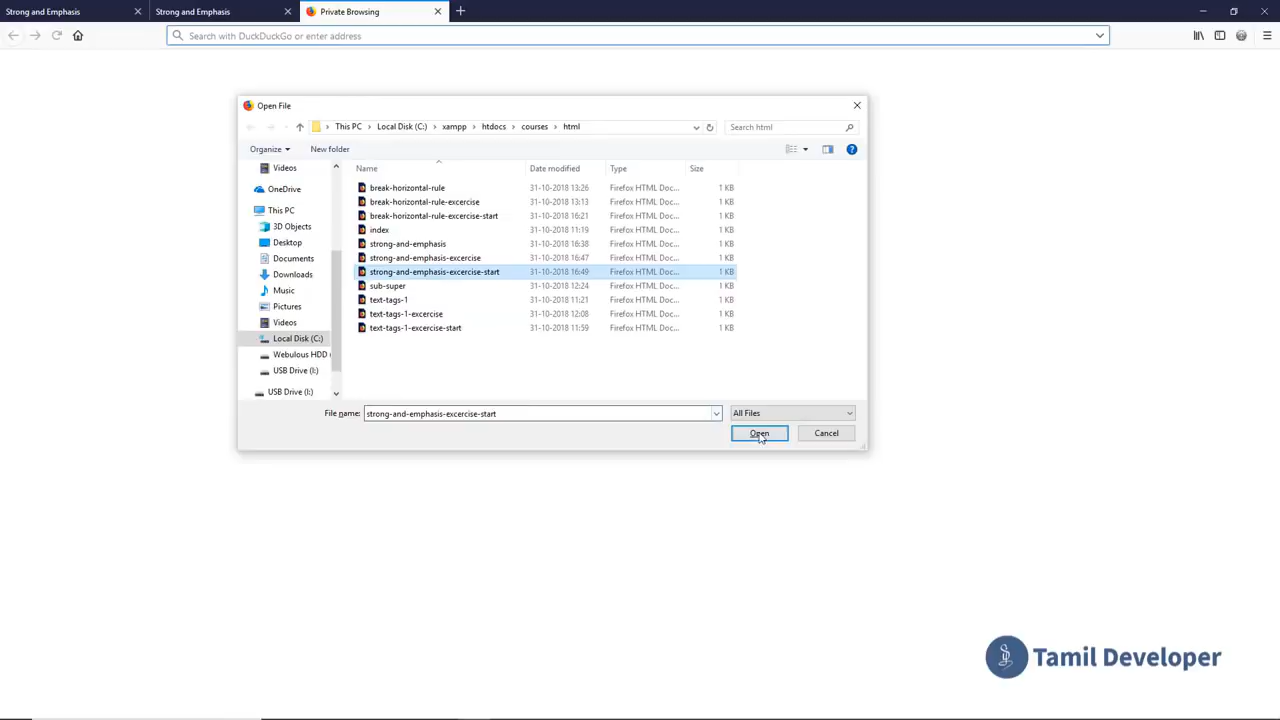 Strong and Emphasis
Strong and Emphasis
Private Browsing
Search with DuckDuckGo or enter address
Open File
This PC > Local Disk (C:) > xampp > htdocs > courses > html
Search html
Organize
New folder
Name Date modified Type Size
Videos
OneDrive
This PC
3D Objects
Desktop
Documents
Downloads
Music
Pictures
Videos
Local Disk (C:)
Webulous HDD (
USB Drive (I:)
USB Drive (I:)
break-horizontal-rule 31-10-2018 13:26 Firefox HTML Doc... 1 KB
break-horizontal-rule-excercise 31-10-2018 13:13 Firefox HTML Doc... 1 KB
break-horizontal-rule-excercise-start 31-10-2018 16:21 Firefox HTML Doc... 1 KB
index 31-10-2018 11:19 Firefox HTML Doc... 1 KB
strong-and-emphasis 31-10-2018 16:38 Firefox HTML Doc... 1 KB
strong-and-emphasis-excercise 31-10-2018 16:47 Firefox HTML Doc... 1 KB
strong-and-emphasis-excercise-start 31-10-2018 16:49 Firefox HTML Doc... 1 KB
sub-super 31-10-2018 12:24 Firefox HTML Doc... 1 KB
text-tags-1 31-10-2018 11:21 Firefox HTML Doc... 1 KB
text-tags-1-excercise 31-10-2018 12:08 Firefox HTML Doc... 1 KB
text-tags-1-excercise-start 31-10-2018 11:59 Firefox HTML Doc... 1 KB
File name: strong-and-emphasis-excercise-start
All Files
Open
Cancel
Tamil Developer